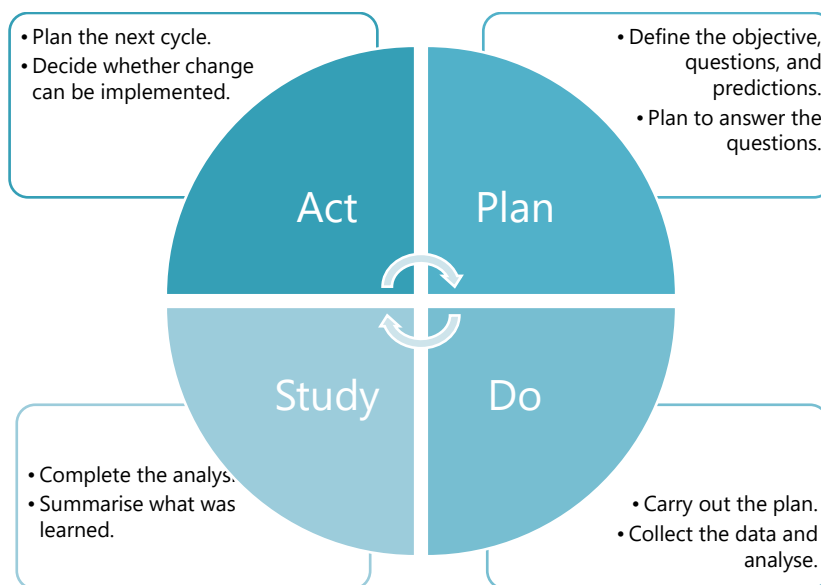 • Plan the next cycle.
• Decide whether change
can be implemented.
• Define the objective,
questions, and
predictions.
• Plan to answer the
questions.
Act
Plan
Study
Do
• Complete the analys
• Summarise what was
learned.
• Carry out the plan.
• Collect the data and
analyse.